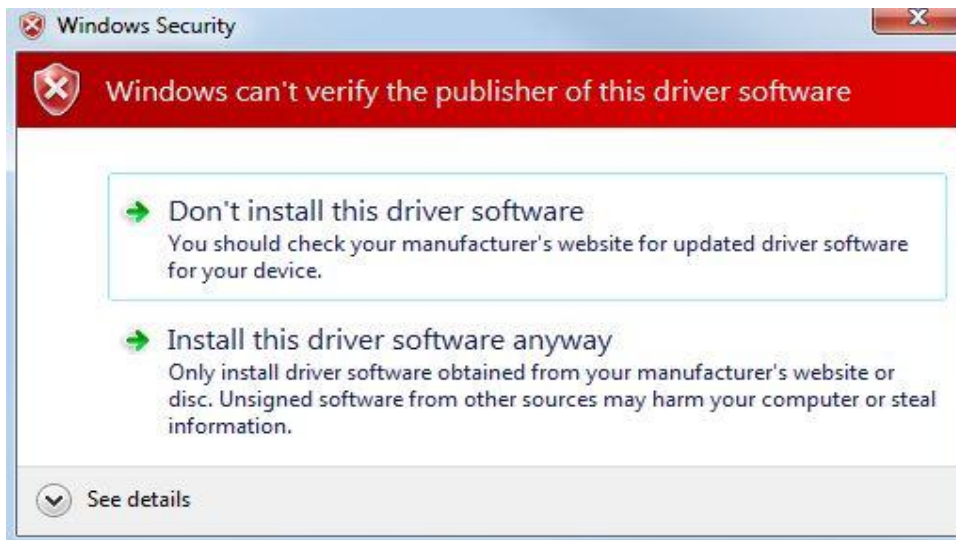 Windows Security
Windows can't verify the publisher of this driver software
Don't install this driver software
You should check your manufacturer's website for updated driver software
for your device.
Install this driver software anyway
Only install driver software obtained from your manufacturer's website or
disc. Unsigned software from other sources may harm your computer or steal
information.
See details